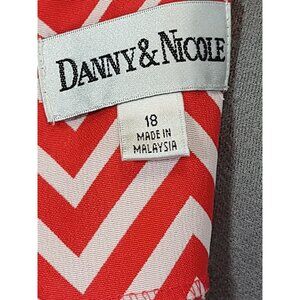 DANNY & NICOLE
18
MADE IN
MALAYSIA